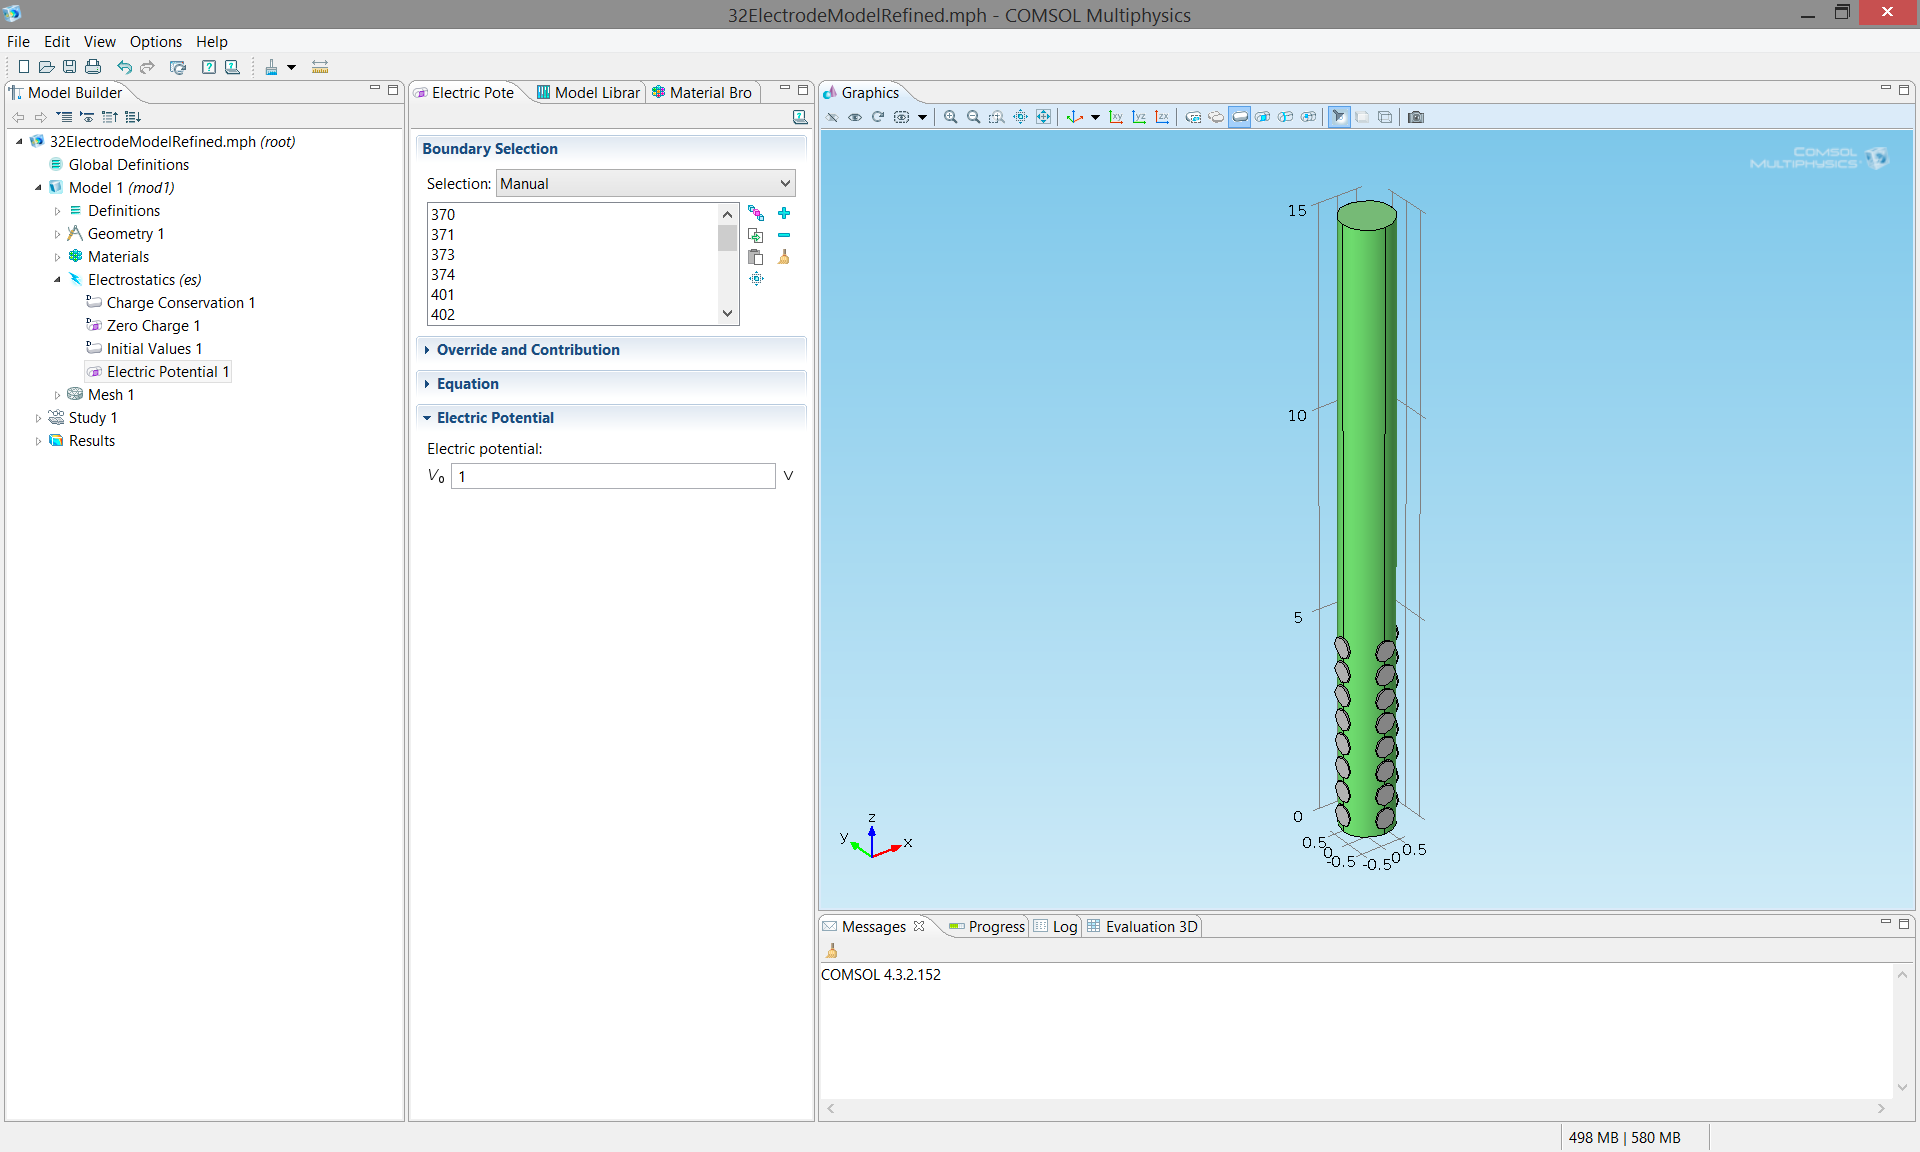 32ElectrodeModelRefined.mph - COMSOL Multiphysics
File Edit View Options Help
Model Builder
32ElectrodeModelRefined.mph (root)
Global Definitions
Model 1 (mod1)
Definitions
Geometry 1
Materials
Electrostatics (es)
Charge Conservation 1
Zero Charge 1
Initial Values 1
Electric Potential 1
Mesh 1
Study 1
Results
Electric Pote Model Librar Material Bro
Boundary Selection
Selection: Manual
370
371
373
374
401
402
Override and Contribution
Equation
Electric Potential
Electric potential:
V0 1 V
Graphics
xy yz zx
COMSOL
MULTIPHYSICS
15
10
5
0
0.5
0
-0.5
-0.5
0
0.5
z
y
x
Messages Progress Log Evaluation 3D
COMSOL 4.3.2.152
498 MB | 580 MB